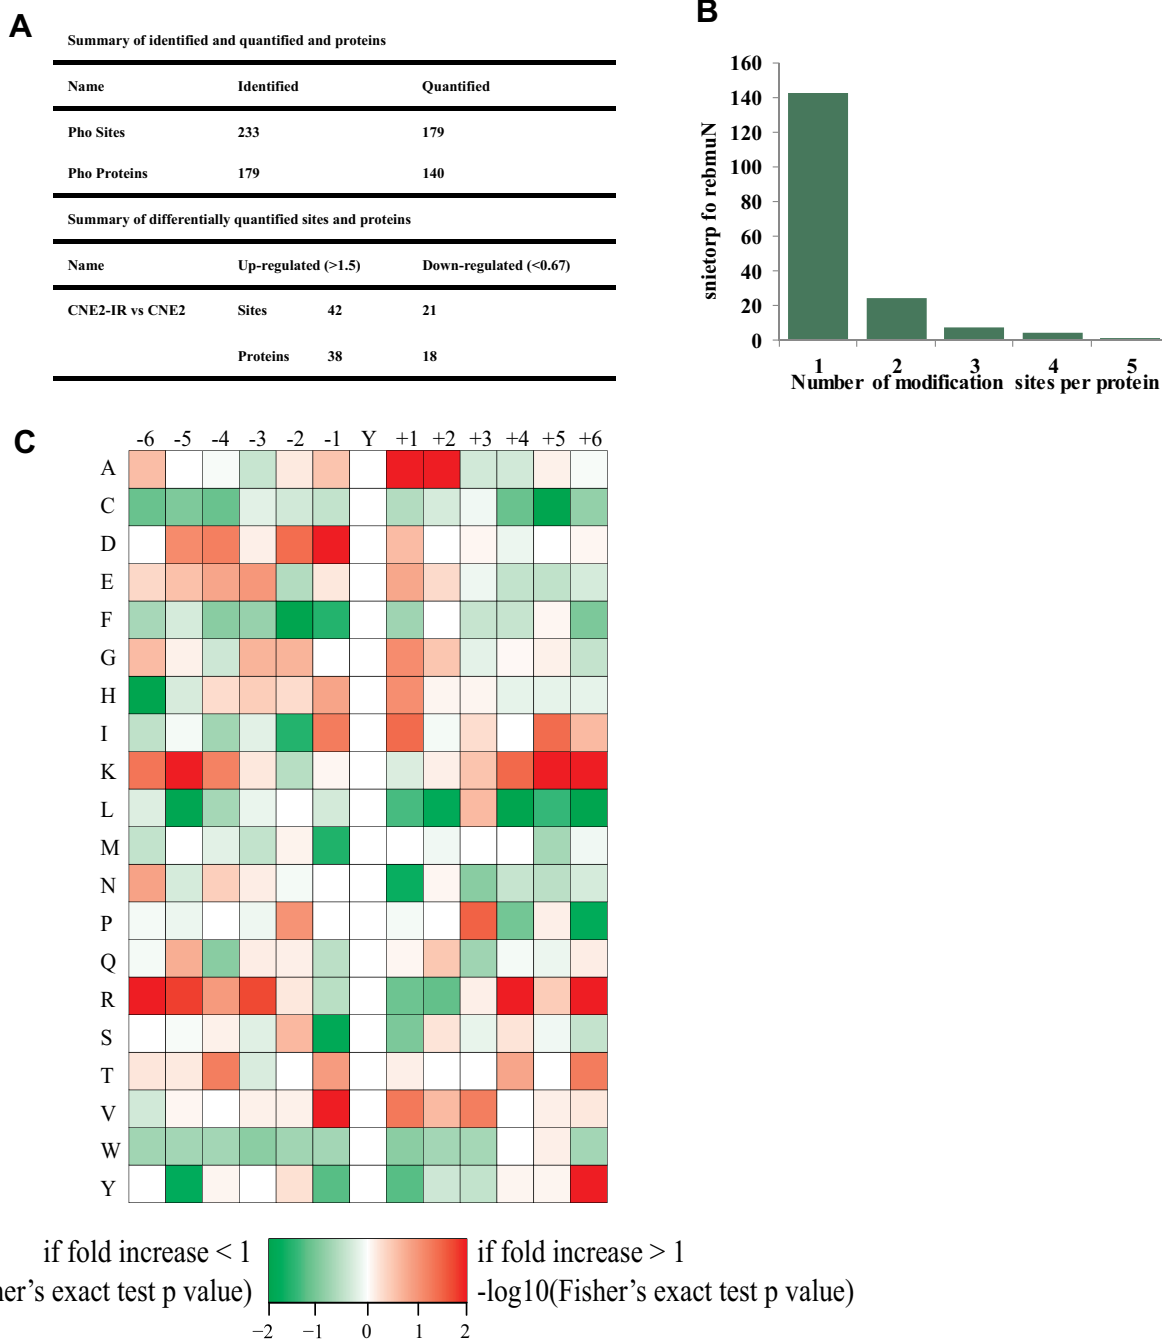 A
Summary of identified and quantified and proteins
Name Identified Quantified
Pho Sites 233 179
Pho Proteins 179 140
Summary of differentially quantified sites and proteins
Name Up-regulated (>1.5) Down-regulated (<0.67)
CNE2-IR vs CNE2 Sites 42 21
Proteins 38 18
B
snietorp fo rebmuN
160
140
120
100
80
60
40
20
0
1 2 3 4 5
Number of modification sites per protein
C
-6 -5 -4 -3 -2 -1 Y +1 +2 +3 +4 +5 +6
A
C
D
E
F
G
H
I
K
L
M
N
P
Q
R
S
T
V
W
Y
if fold increase < 1
er's exact test p value)
if fold increase > 1
-log10(Fisher's exact test p value)
−2 −1 0 1 2